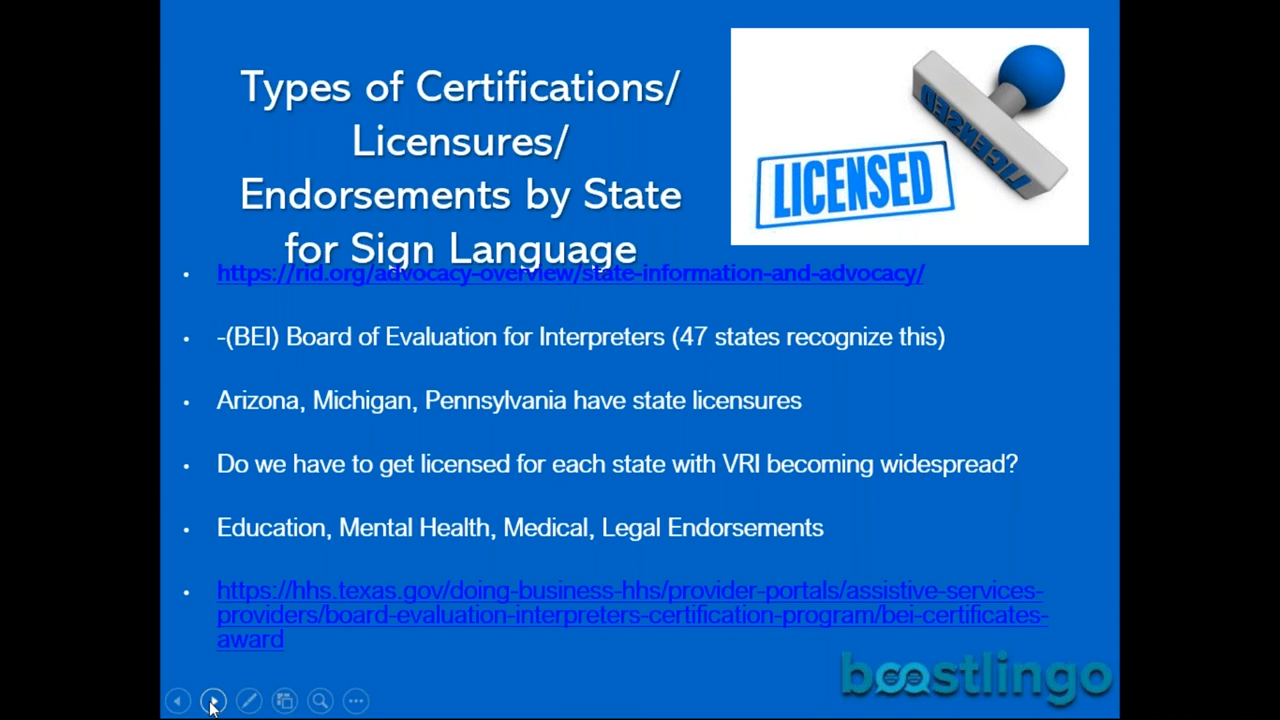 Types of Certifications/
Licensures/
Endorsements by State
for Sign Language
LICENSED
LICENSED
• https://rid.org/advocacy-overview/state-information-and-advocacy/
• -(BEI) Board of Evaluation for Interpreters (47 states recognize this)
• Arizona, Michigan, Pennsylvania have state licensures
• Do we have to get licensed for each state with VRI becoming widespread?
• Education, Mental Health, Medical, Legal Endorsements
• https://hhs.texas.gov/doing-business-hhs/provider-portals/assistive-services-
providers/board-evaluation-interpreters-certification-program/bei-certificates-
award
boostlingo